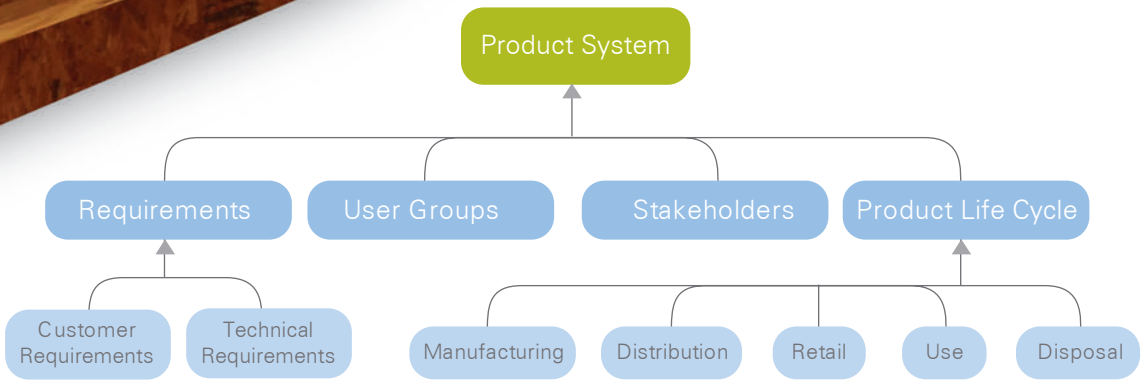 Product System
Requirements
User Groups
Stakeholders
Product Life Cycle
Customer
Requirements
Technical
Requirements
Manufacturing
Distribution
Retail
Use
Disposal